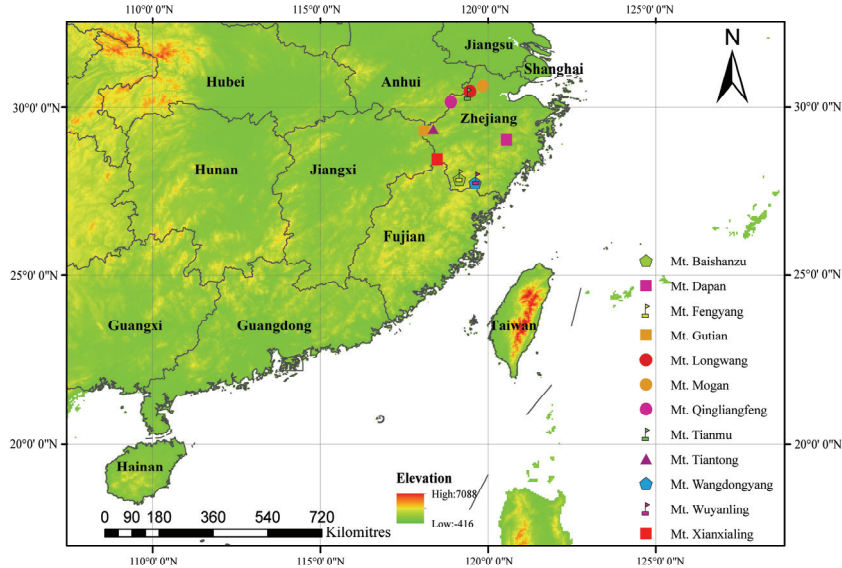 110°0' 0"E 115°0' 0"E 120°0' 0"E 125°0' 0"E
N
Jiangsu
Shanghai
Hubei
Anhui
30°0' 0"N 30°0' 0"N
Zhejiang
Hunan
Jiangxi
Fujian
Mt. Baishanzu
25°0' 0"N 25°0' 0"N
Mt. Dapan
Mt. Fengyang
Guangxi
Guangdong
Taiwan
Mt. Gutian
Mt. Longwang
Mt. Mogan
Mt. Qingliangfeng
Mt. Tianmu
20°0' 0"N 20°0' 0"N
Mt. Tiantong
Hainan
Elevation
Mt. Wangdongyang
High:7088
Mt. Wuyanling
Low:-416
0 90 180 360 540 720
Kilomitres
Mt. Xianxialing
110°0' 0"E 115°0' 0"E 120°0' 0"E 125°0' 0"E